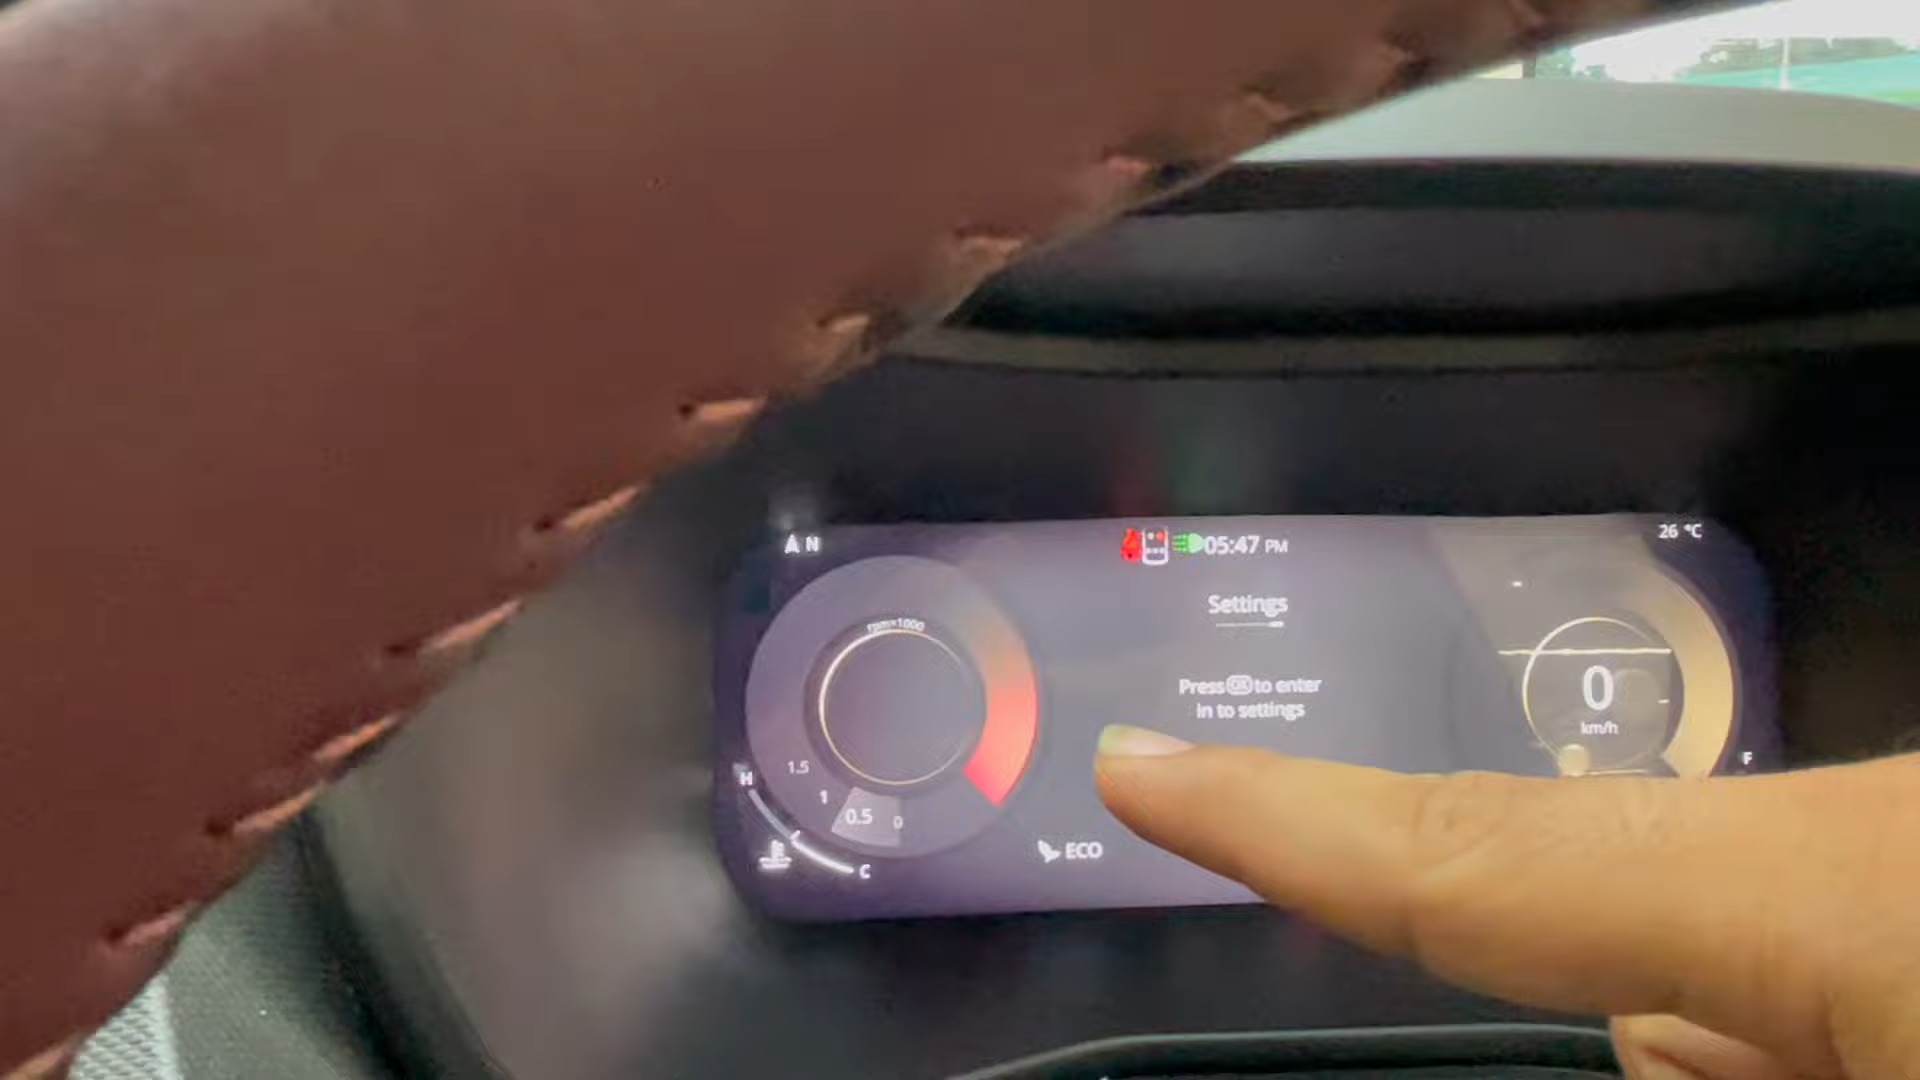 A N
05:47 PM
26 °C
Settings
rpm×1000
Press OK to enter
in to settings
0
km/h
F
H
1.5
1
0.5
0
C
ECO